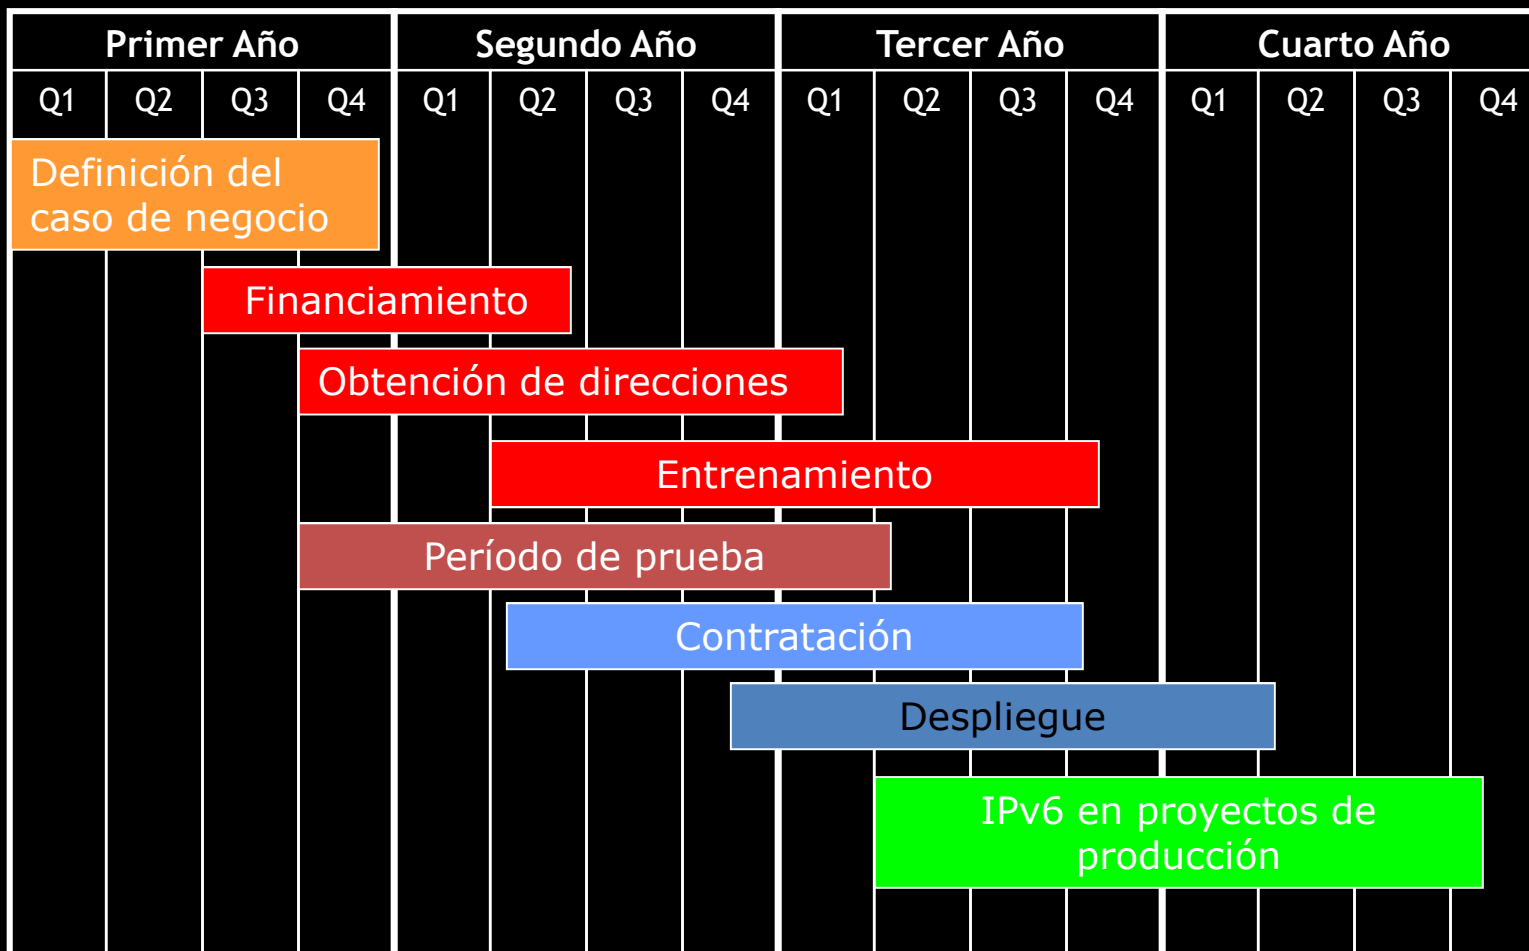 Primer Año Segundo Año Tercer Año Cuarto Año
Q1 Q2 Q3 Q4 Q1 Q2 Q3 Q4 Q1 Q2 Q3 Q4 Q1 Q2 Q3 Q4
Definición del
caso de negocio
Financiamiento
Obtención de direcciones
Entrenamiento
Período de prueba
Contratación
Despliegue
IPv6 en proyectos de
producción